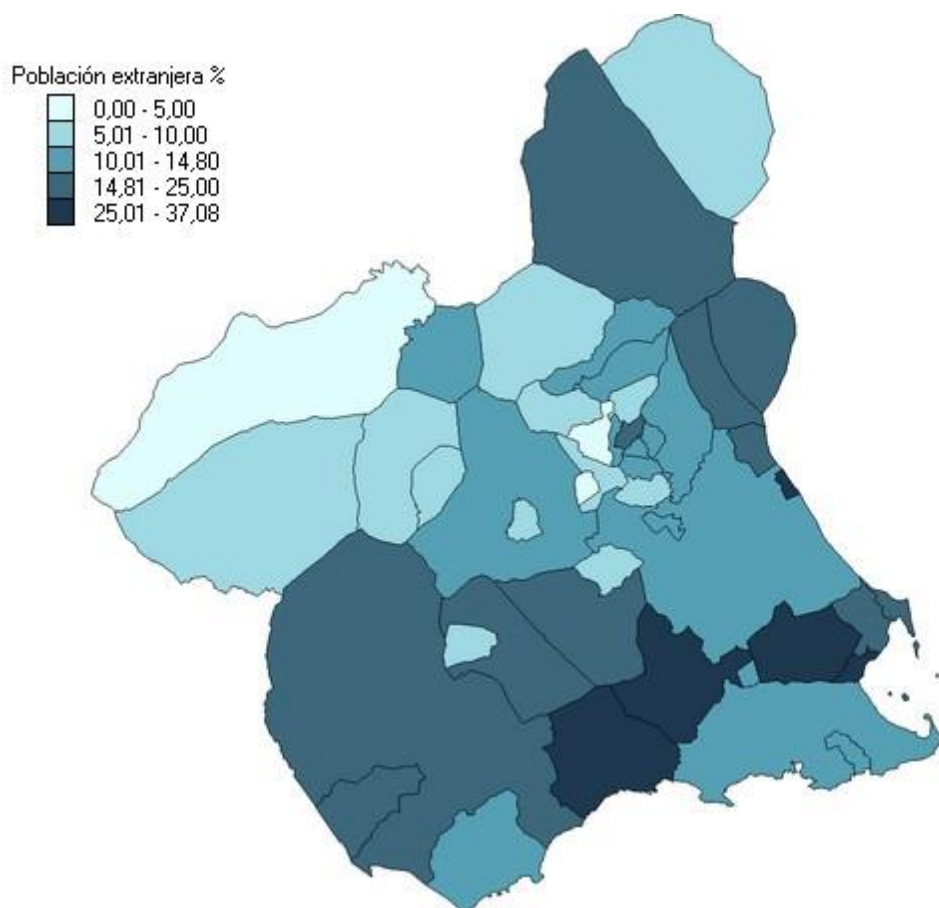 Población extranjera %
0,00 - 5,00
5,01 - 10,00
10,01 - 14,80
14,81 - 25,00
25,01 - 37,08